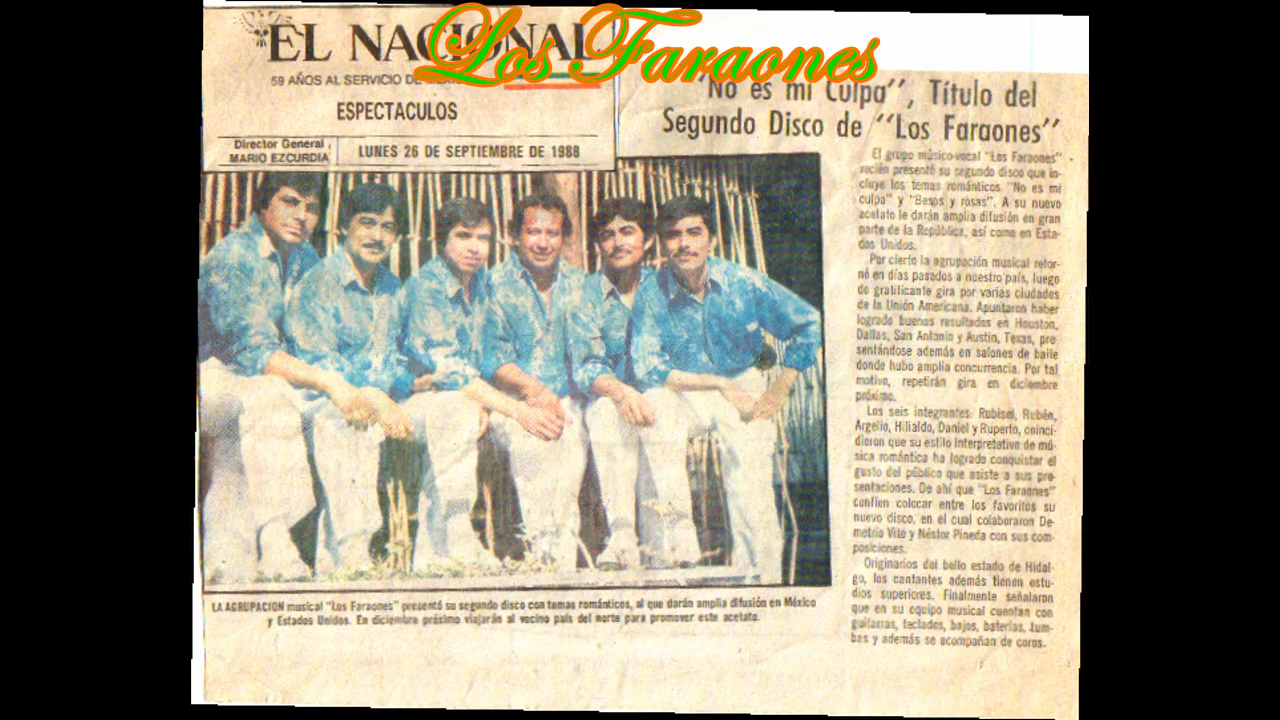 Los Faraones
EL NACIONAL
59 AÑOS AL SERVICIO DE
ESPECTACULOS
Director General
MARIO EZCURDIA
LUNES 26 DE SEPTIEMBRE DE 1988
"No es mi Culpa", Título del
Segundo Disco de "Los Faraones"
El grupo músico-vocal "Los Faraones"
recién presentó su segundo disco que in-
cluye los temas románticos "No es mi
culpa" y "Besos y rosas". A su nuevo
acetato le darán amplia difusión en gran
parte de la República, así como en Esta-
dos Unidos.
Por cierto la agrupación musical retor-
nó en días pasados a nuestro país, luego
de gratificante gira por varias ciudades
de la Unión Americana. Apuntaron haber
logrado buenos resultados en Houston,
Dallas, San Antonio y Austin, Texas, pre-
sentándose además en salones de baile
donde hubo amplia concurrencia. Por tal
motivo, repetirán gira en diciembre
próximo.
Los seis integrantes: Rubisel, Rubén,
Argelio, Hilialdo, Daniel y Ruperto, coinci-
dieron que su estilo interpretativo de mú-
sica romántica ha logrado conquistar el
gusto del público que asiste a sus pre-
sentaciones. De ahí que "Los Faraones"
confíen colocar entre los favoritos su
nuevo disco, en el cual colaboraron De-
metrio Vite y Néstor Pineda con sus com-
posiciones.
Originarios del bello estado de Hidal-
go, los cantantes además tienen estu-
dios superiores. Finalmente señalaron
que en su equipo musical cuentan con
guitarras, teclados, bajos, baterías, tum-
bas y además se acompañan de coros.
LA AGRUPACION musical "Los Faraones" presentó su segundo disco con temas románticos, al que darán amplia difusión en México
y Estados Unidos. En diciembre próximo viajarán al vecino país del norte para promover este acetato.